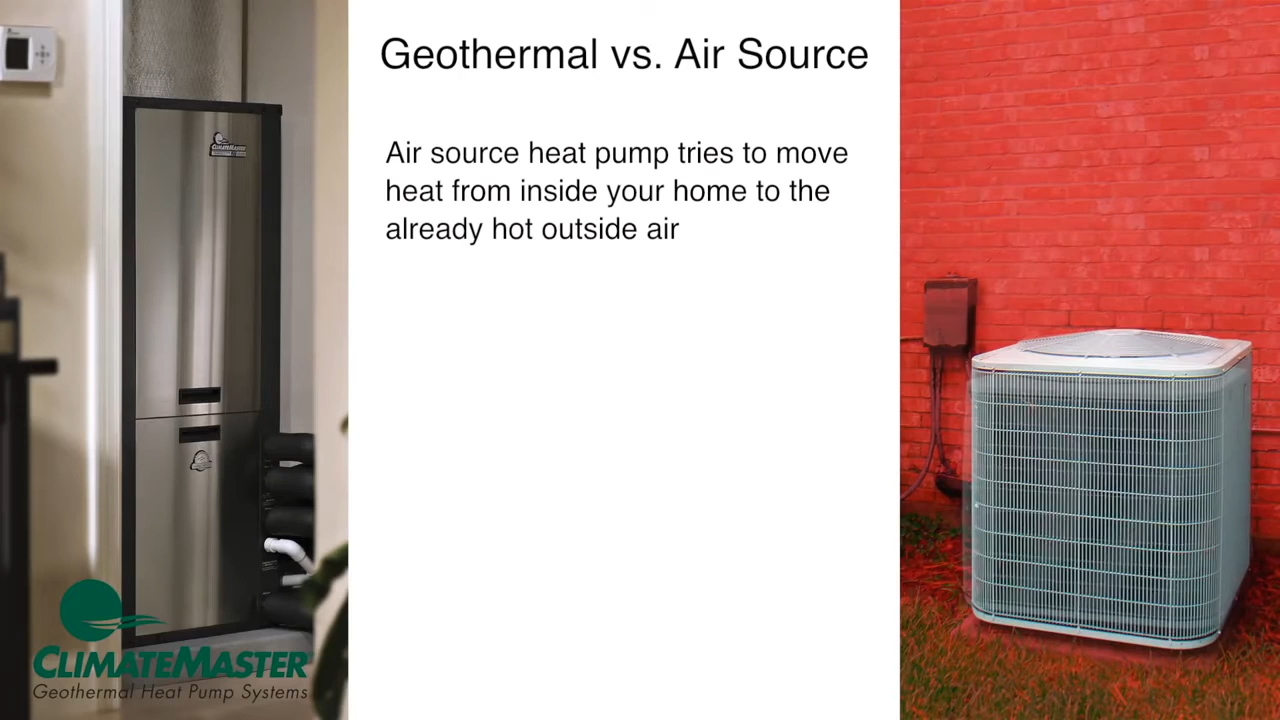 Geothermal vs. Air Source
Air source heat pump tries to move
heat from inside your home to the
already hot outside air
CLIMATEMASTER
CLIMATEMASTER
Geothermal Heat Pump Systems